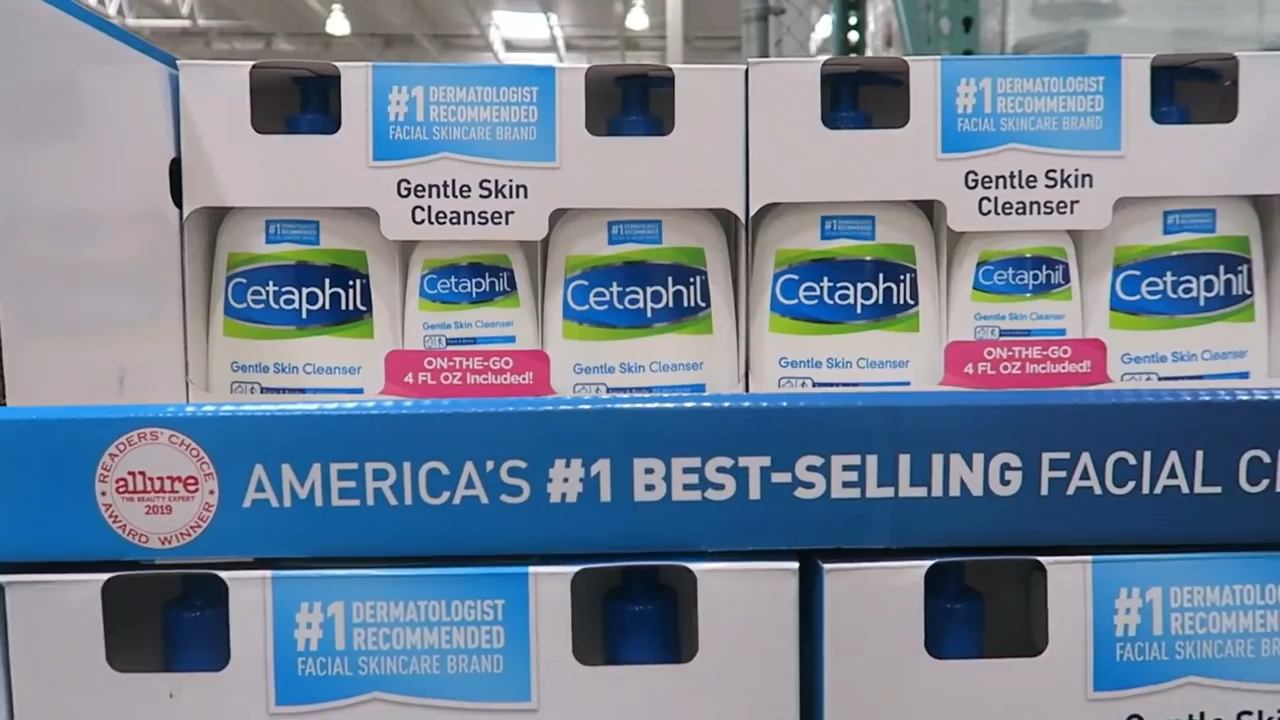 #1 DERMATOLOGIST
RECOMMENDED
FACIAL SKINCARE BRAND
Gentle Skin
Cleanser
#1 DERMATOLOGIST
RECOMMENDED
FACIAL SKINCARE BRAND
Gentle Skin
Cleanser
Cetaphil
Gentle Skin Cleanser
Cetaphil
Gentle Skin Cleanser
ON-THE-GO
4 FL OZ Included!
Cetaphil
Gentle Skin Cleanser
Cetaphil
Gentle Skin Cleanser
Cetaphil
Gentle Skin Cleanser
ON-THE-GO
4 FL OZ Included!
Cetaphil
Gentle Skin Cleanser
READERS' CHOICE
allure
THE BEAUTY EXPERT
2019
AWARD WINNER
AMERICA'S #1 BEST-SELLING FACIAL
#1 DERMATOLOGIST
RECOMMENDED
FACIAL SKINCARE BRAND
#1 DERMATOLO
RECOMMEN
FACIAL SKINCARE BR